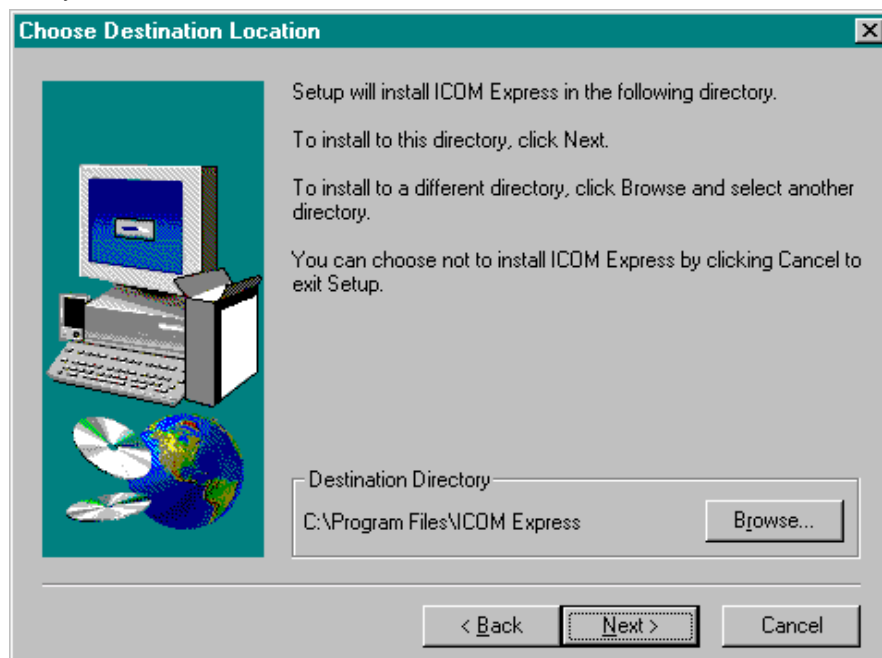 Choose Destination Location
Setup will install ICOM Express in the following directory.
To install to this directory, click Next.
To install to a different directory, click Browse and select another
directory.
You can choose not to install ICOM Express by clicking Cancel to
exit Setup.
Destination Directory
C:\Program Files\ICOM Express
Browse...
< Back
Next >
Cancel